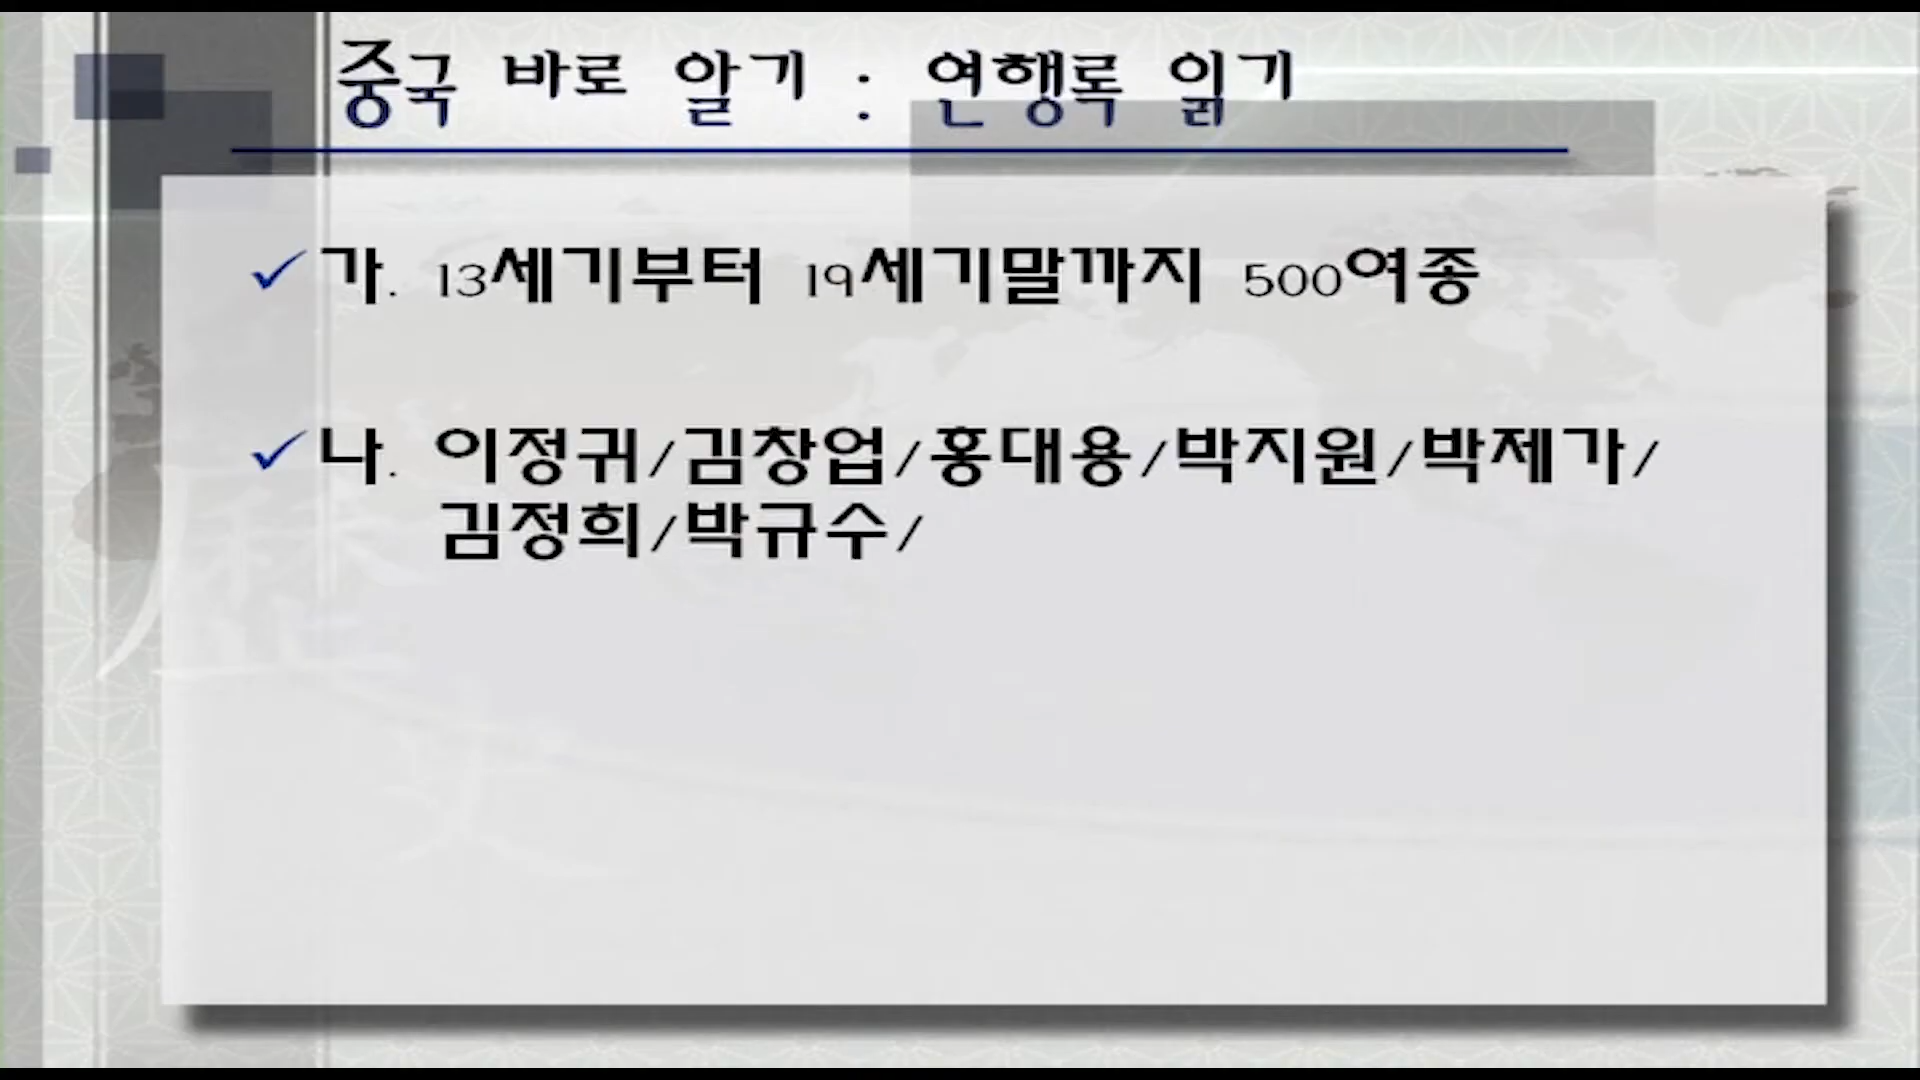 중국 바로 알기 : 연행록 읽기
✓ 가. 13세기부터 19세기말까지 500여종
✓ 나. 이정귀/김창업/홍대용/박지원/박제가/
김정희/박규수/